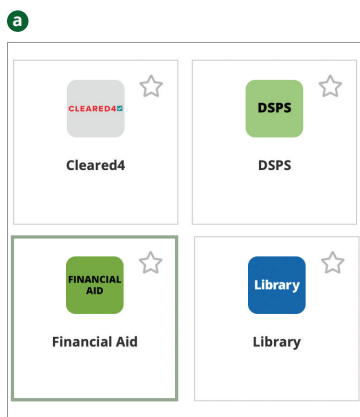 a
CLEARED4
DSPS
Cleared4
DSPS
FINANCIAL
AID
Library
Financial Aid
Library